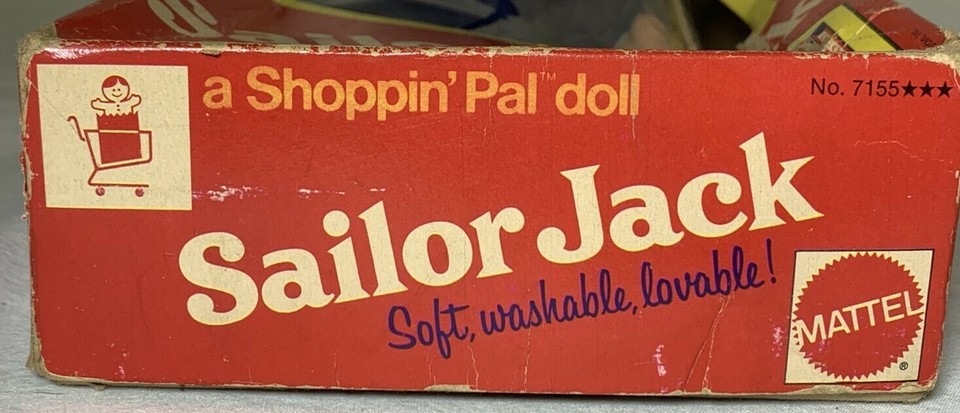 a Shoppin' Pal™ doll
No. 7155★★★
Sailor Jack
Soft, washable, lovable!
MATTEL
®